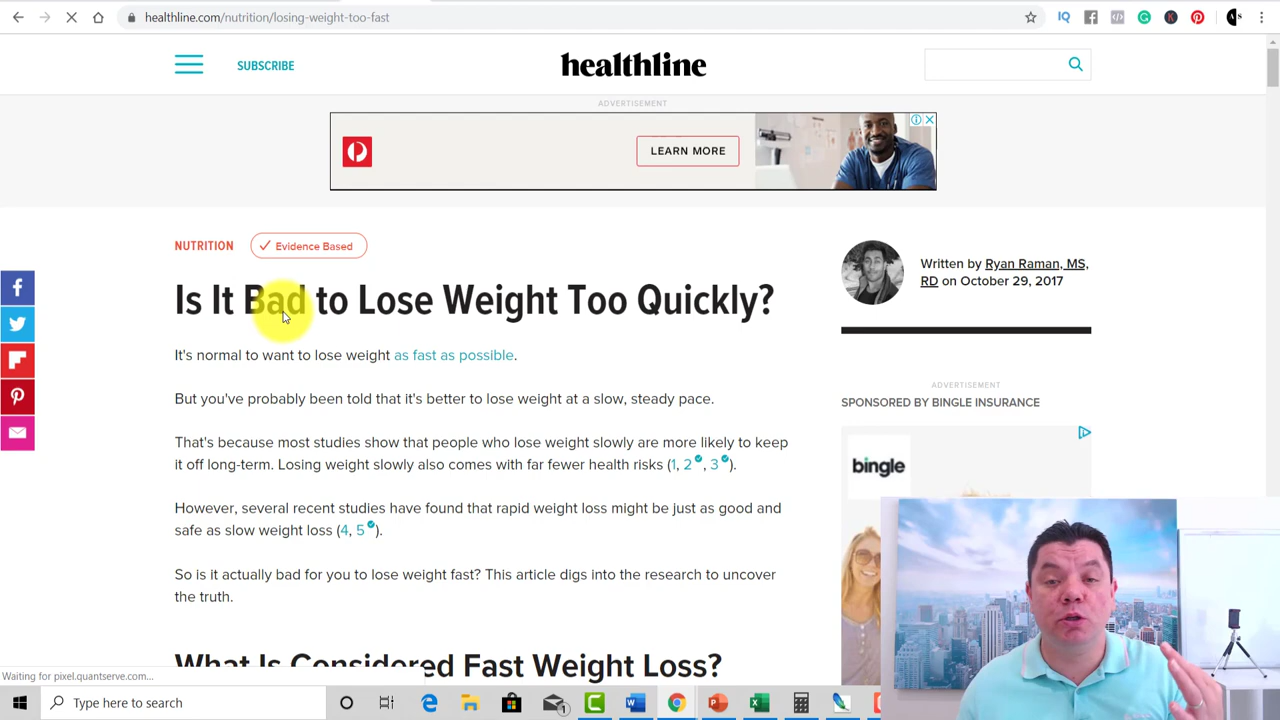 healthline.com/nutrition/losing-weight-too-fast
IQ
SUBSCRIBE
healthline
ADVERTISEMENT
LEARN MORE
NUTRITION
Evidence Based
Is It Bad to Lose Weight Too Quickly?
It's normal to want to lose weight as fast as possible.
But you've probably been told that it's better to lose weight at a slow, steady pace.
That's because most studies show that people who lose weight slowly are more likely to keep
it off long-term. Losing weight slowly also comes with far fewer health risks (1, 2, 3).
However, several recent studies have found that rapid weight loss might be just as good and
safe as slow weight loss (4, 5).
So is it actually bad for you to lose weight fast? This article digs into the research to uncover
the truth.
What Is Considered Fast Weight Loss?
Written by Ryan Raman, MS,
RD on October 29, 2017
ADVERTISEMENT
SPONSORED BY BINGLE INSURANCE
bingle
Waiting for pixel.quantserve.com...
Type here to search